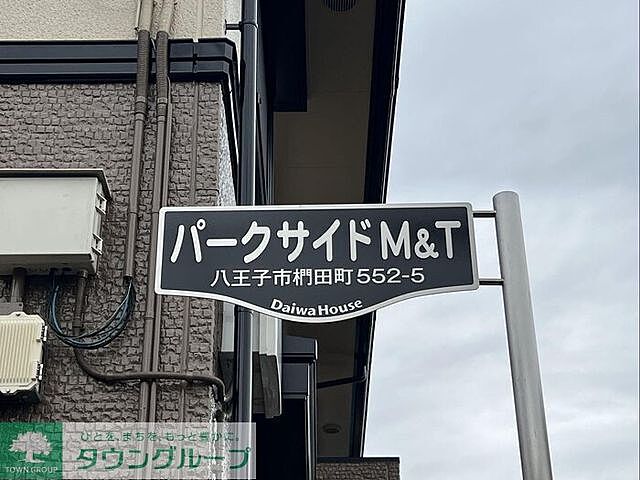 パークサイドM&T
八王子市椚田町552-5
DaiwaHouse
ひとを、まちを、もっと豊かに。
タウングループ
TOWN GROUP